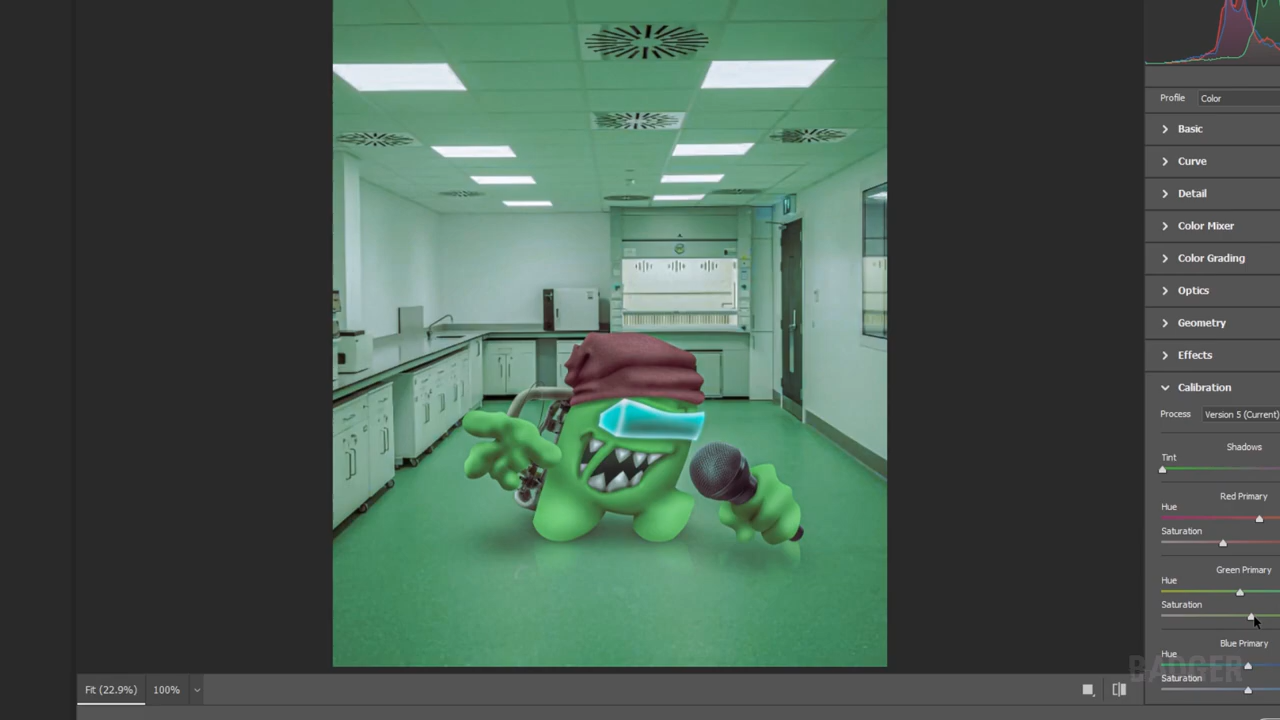 Profile Color
Basic
Curve
Detail
Color Mixer
Color Grading
Optics
Geometry
Effects
Calibration
Process Version 5 (Current)
Shadows
Tint
Red Primary
Hue
Saturation
Green Primary
Hue
Saturation
Blue Primary
Hue
BADGER
Saturation
Fit (22.9%) 100%